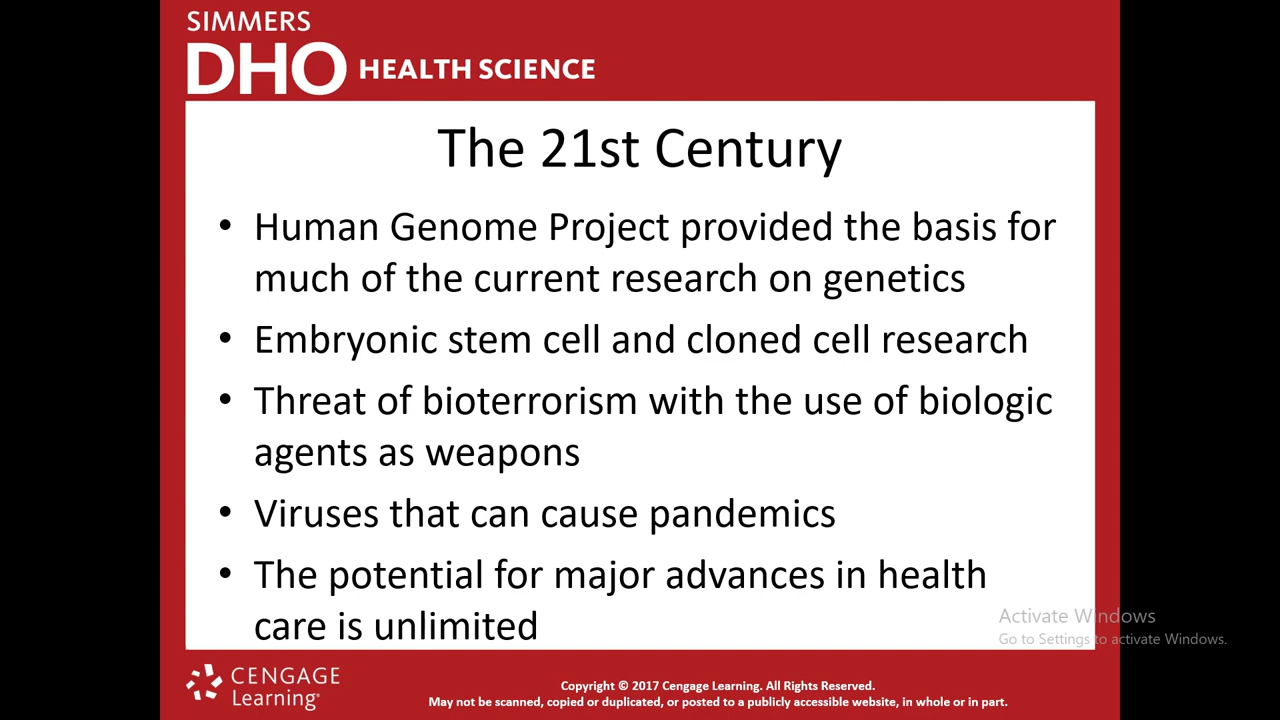 SIMMERS
DHO HEALTH SCIENCE
The 21st Century
• Human Genome Project provided the basis for
much of the current research on genetics
• Embryonic stem cell and cloned cell research
• Threat of bioterrorism with the use of biologic
agents as weapons
• Viruses that can cause pandemics
• The potential for major advances in health
care is unlimited
Activate Windows
Go to Settings to activate Windows.
CENGAGE
Learning®
Copyright © 2017 Cengage Learning. All Rights Reserved.
May not be scanned, copied or duplicated, or posted to a publicly accessible website, in whole or in part.